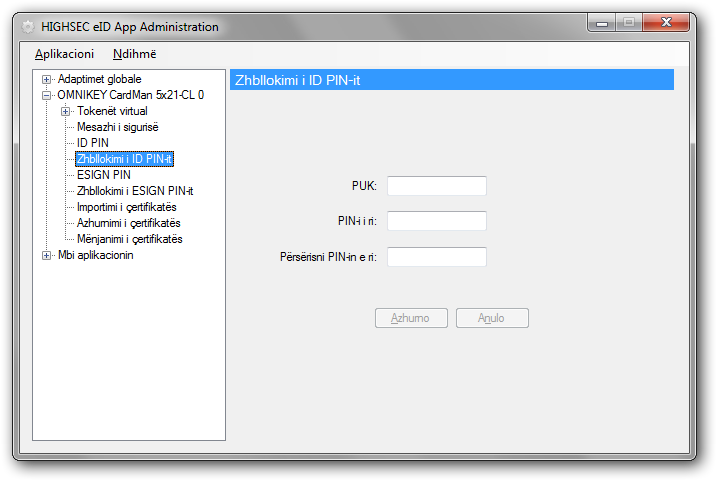 HIGHSEC eID App Administration
Aplikacioni Ndihmë
Adaptimet globale
OMNIKEY CardMan 5x21-CL 0
Tokenët virtual
Mesazhi i sigurisë
ID PIN
Zhbllokimi i ID PIN-it
ESIGN PIN
Zhbllokimi i ESIGN PIN-it
Importimi i çertifikatës
Azhurnimi i çertifikatës
Mënjanimi i çertifikatës
Mbi aplikacionin
Zhbllokimi i ID PIN-it
PUK:
PIN-i i ri:
Përsërisni PIN-in e ri:
Azhurno Anulo